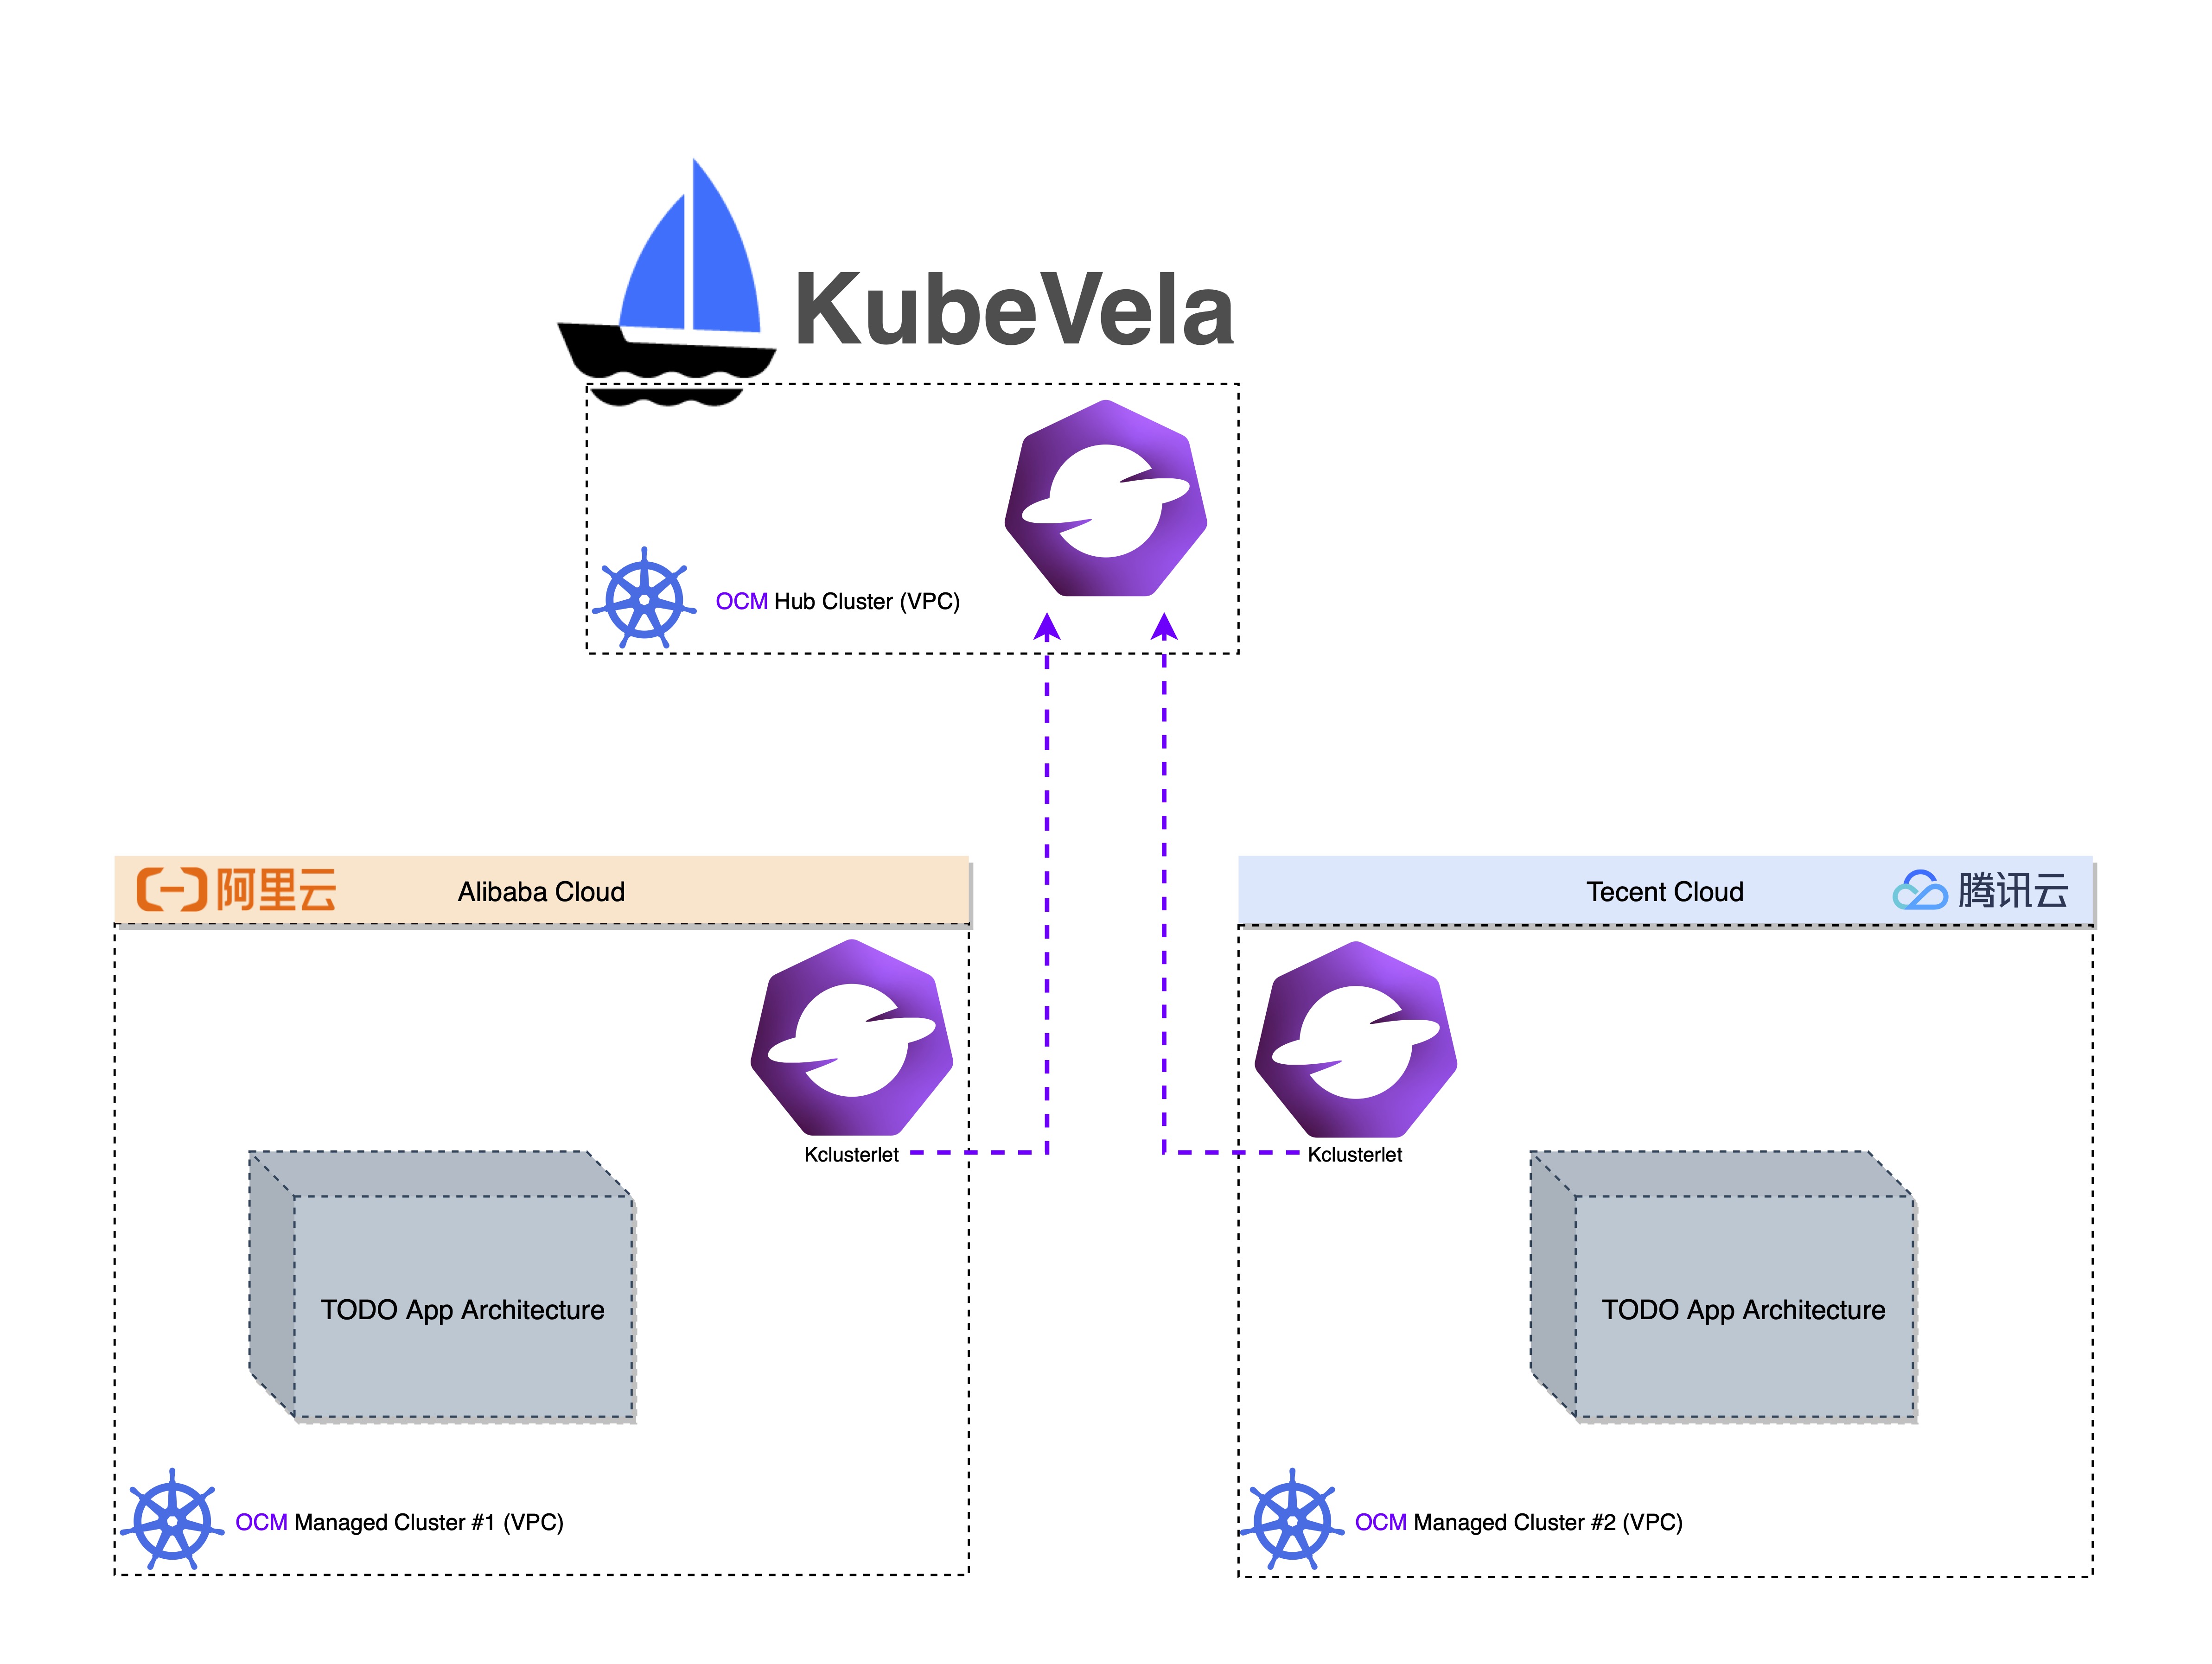 KubeVela
OCM Hub Cluster (VPC)
阿里云
Alibaba Cloud
Tecent Cloud
腾讯云
Kclusterlet
Kclusterlet
TODO App Architecture
TODO App Architecture
OCM Managed Cluster #1 (VPC)
OCM Managed Cluster #2 (VPC)